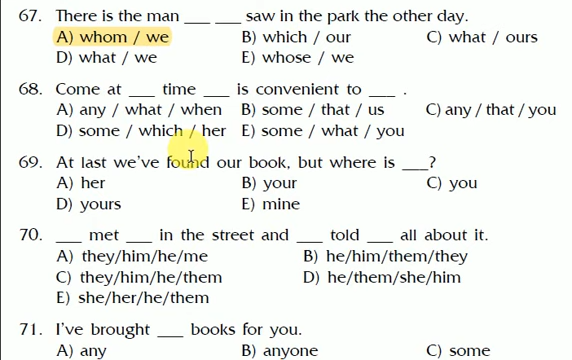 67. There is the man ___ ___ saw in the park the other day.
A) whom / we B) which / our C) what / ours
D) what / we E) whose / we
68. Come at ___ time ___ is convenient to ___ .
A) any / what / when B) some / that / us C) any / that / you
D) some / which / her E) some / what / you
69. At last we've found our book, but where is ___?
A) her B) your C) you
D) yours E) mine
70. ___ met ___ in the street and ___ told ___ all about it.
A) they/him/he/me B) he/him/them/they
C) they/him/he/them D) he/them/she/him
E) she/her/he/them
71. I've brought ___ books for you.
A) any B) anyone C) some